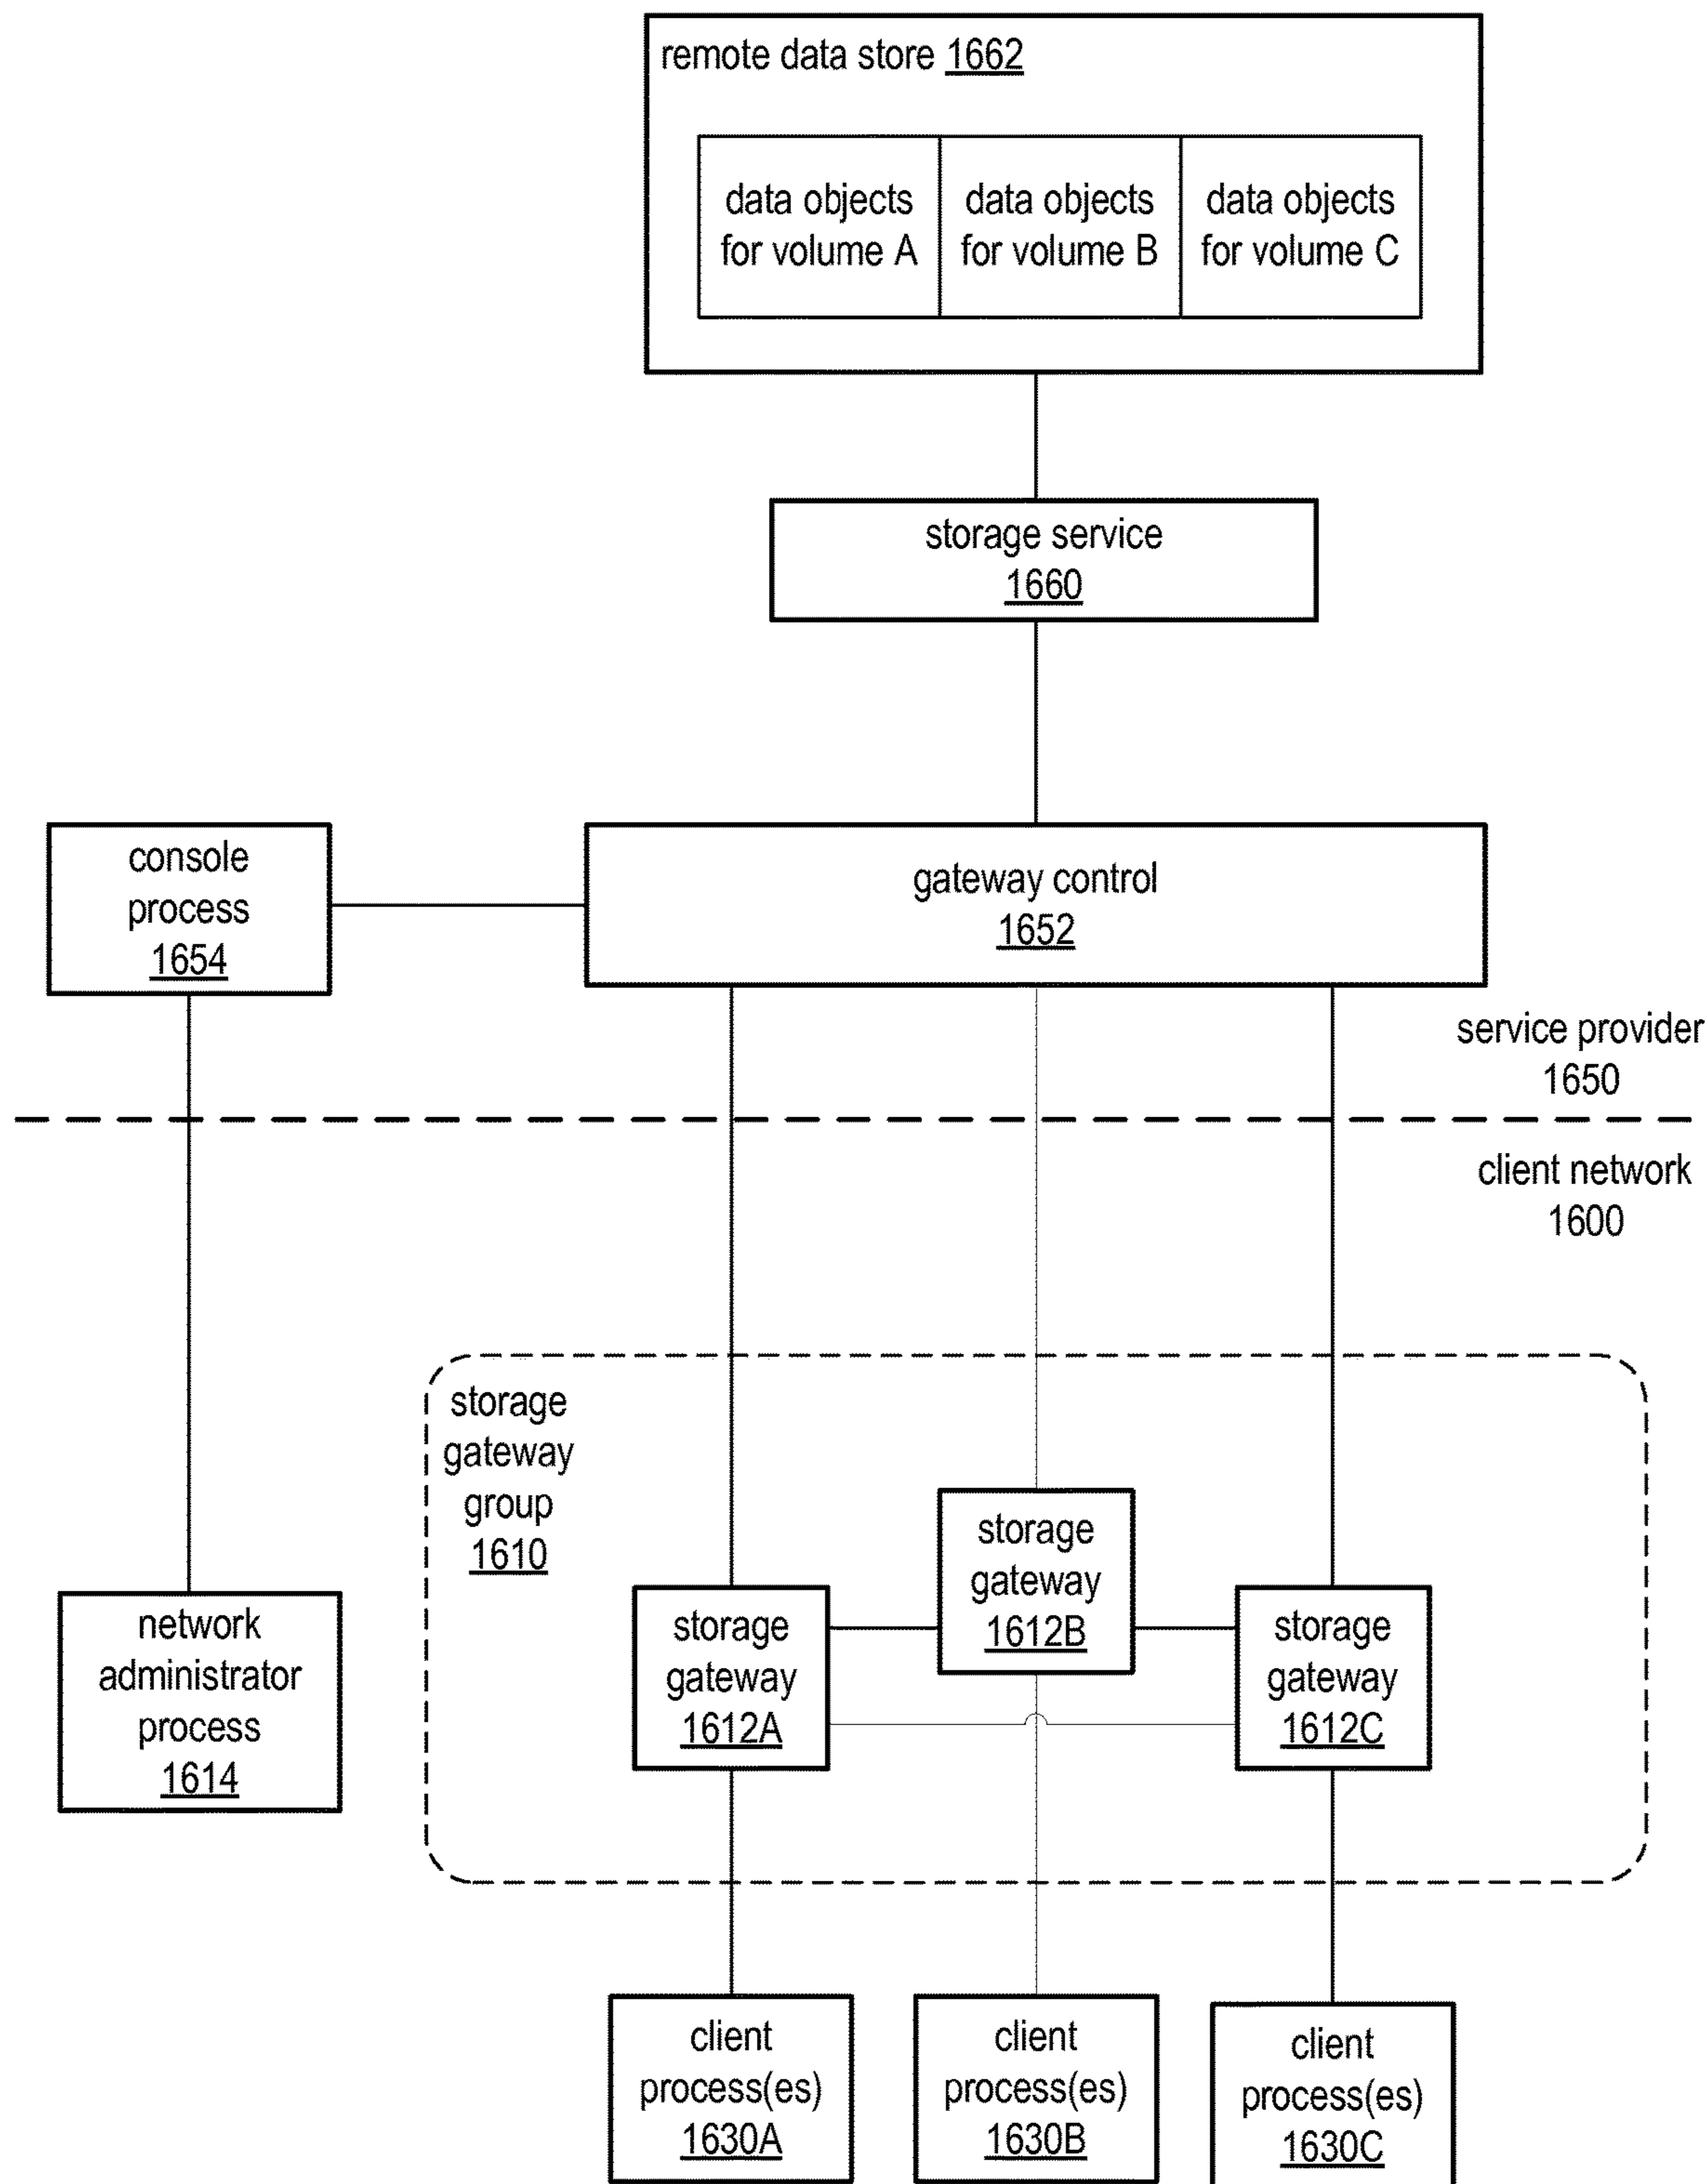 remote data store 1662
data objects
for volume A
data objects
for volume B
data objects
for volume C
storage service
1660
console
process
1654
gateway control
1652
service provider
1650
client network
1600
storage
gateway
group
1610
storage
gateway
1612B
storage
gateway
1612A
storage
gateway
1612C
network
administrator
process
1614
client
process(es)
1630A
client
process(es)
1630B
client
process(es)
1630C